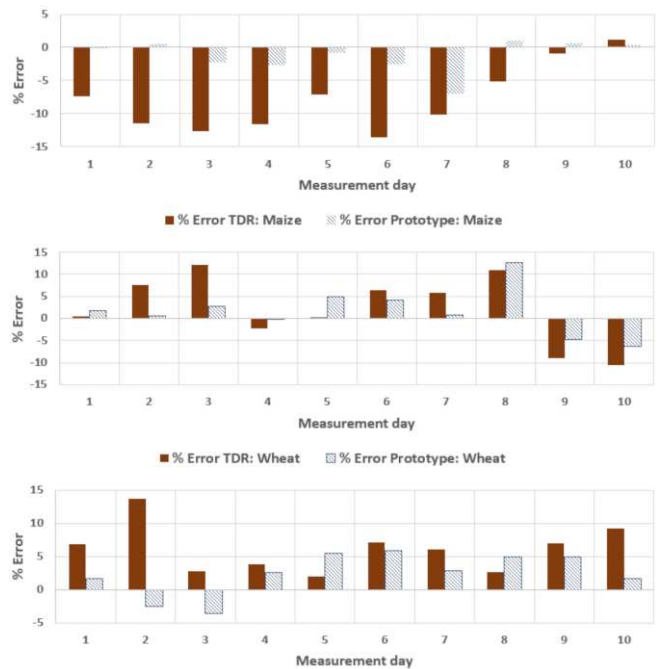 5
0
-5
-10
-15
% Error
1 2 3 4 5 6 7 8 9 10
Measurement day
% Error TDR: Maize % Error Prototype: Maize
15
10
5
0
-5
-10
-15
% Error
1 2 3 4 5 6 7 8 9 10
Measurement day
% Error TDR: Wheat % Error Prototype: Wheat
15
10
5
0
-5
% Error
1 2 3 4 5 6 7 8 9 10
Measurement day